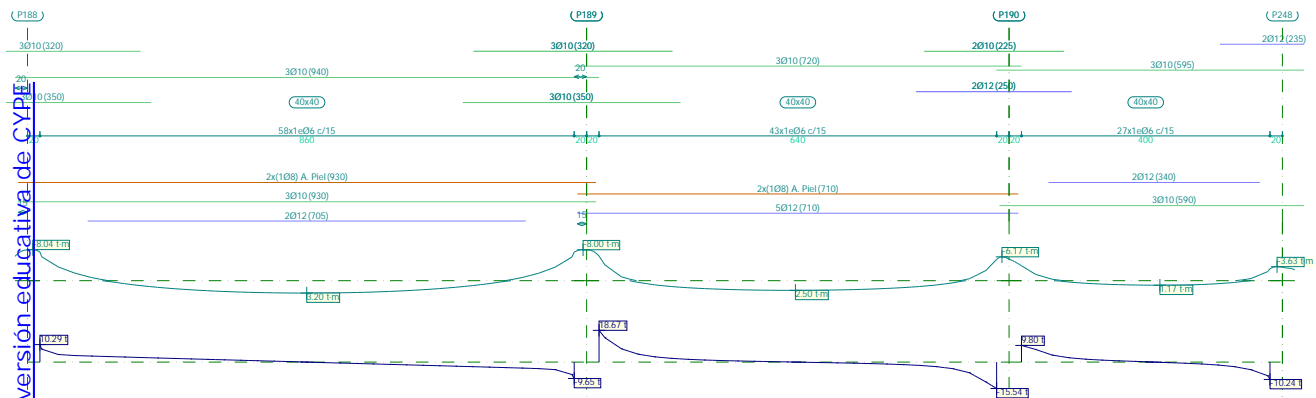 P188 P189 P190 P248
2Ø12 (235)
3Ø10 (320) 3Ø10 (320) 2Ø10 (225)
3Ø10 (720)
3Ø10 (595)
20 3Ø10 (940) 20
2Ø12 (250)
3Ø10 (350) 40x40 3Ø10 (350) 40x40 40x40
58x1eØ6 c/15 43x1eØ6 c/15 27x1eØ6 c/15
20 860 20 20 640 20 20 400 20
2x(1Ø8) A. Piel (930) 2Ø12 (340)
2x(1Ø8) A. Piel (710)
3Ø10 (930) 3Ø10 (590)
5Ø12 (710)
2Ø12 (705) 15
-8.04 t·m -8.00 t·m -6.17 t·m -3.63 t·m
3.20 t·m 2.50 t·m 1.17 t·m
10.29 t 18.67 t 9.80 t
-9.65 t -15.54 t -10.24 t
versión educativa de CYPE